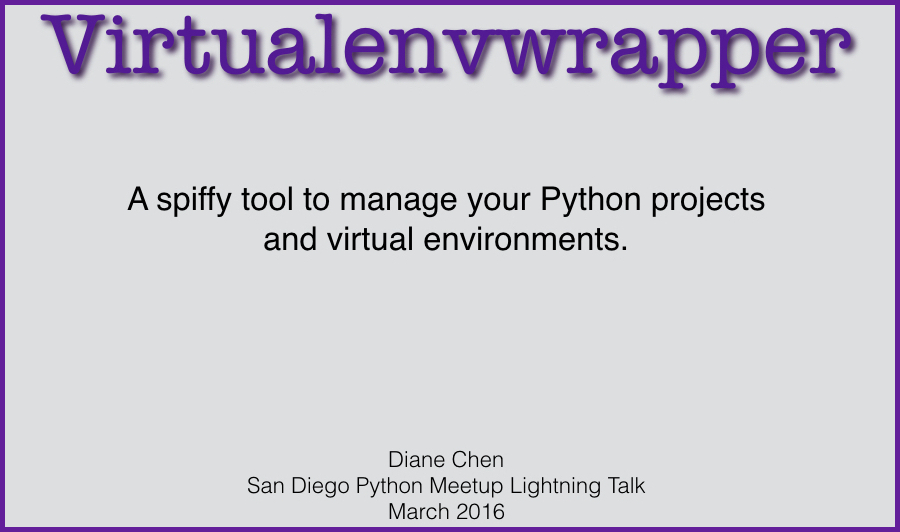 Virtualenvwrapper
A spiffy tool to manage your Python projects
and virtual environments.
Diane Chen
San Diego Python Meetup Lightning Talk
March 2016